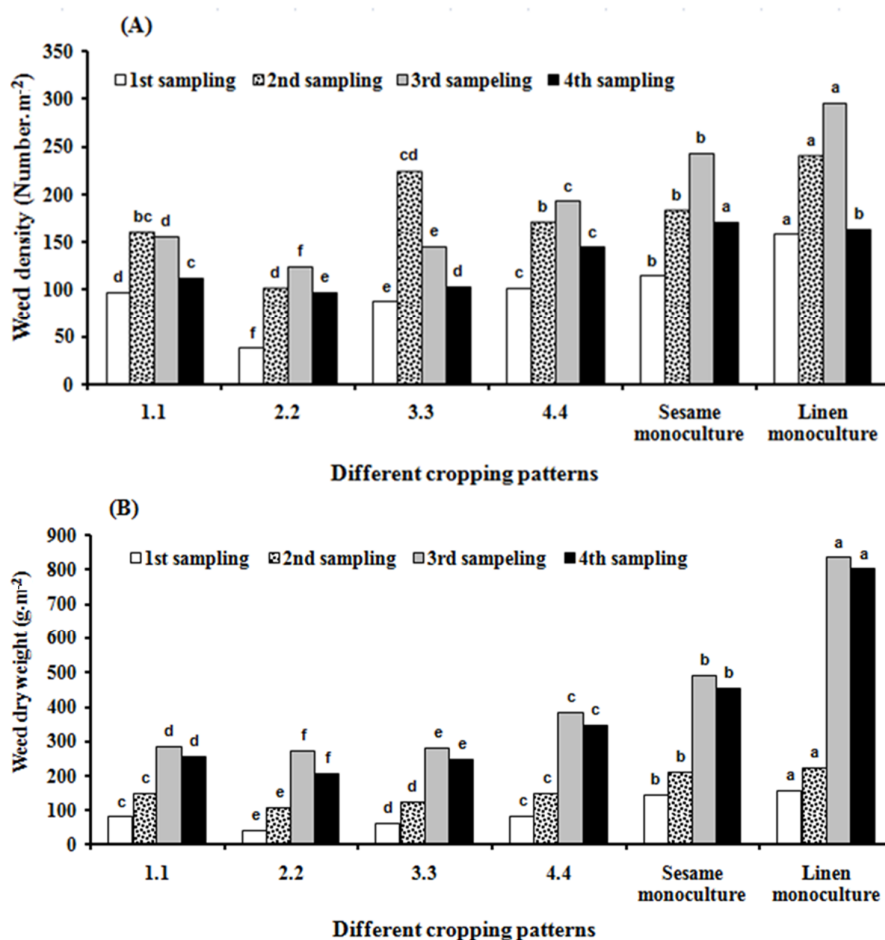 (A)
350
300
250
200
150
100
50
0
Weed density (Number.m-2)
1st sampling 2nd sampling 3rd sampeling 4th sampling
d bc d c
f d f e
e cd e d
c b c c
b b b a
a a a b
1.1 2.2 3.3 4.4 Sesame monoculture Linen monoculture
Different cropping patterns
(B)
900
800
700
600
500
400
300
200
100
0
Weed dryweight (g.m-2)
1st sampling 2nd sampling 3rd sampeling 4th sampling
c c d d
e e f f
d d e e
c c c c
b b b b
a a a a
1.1 2.2 3.3 4.4 Sesame monoculture Linen monoculture
Different cropping patterns